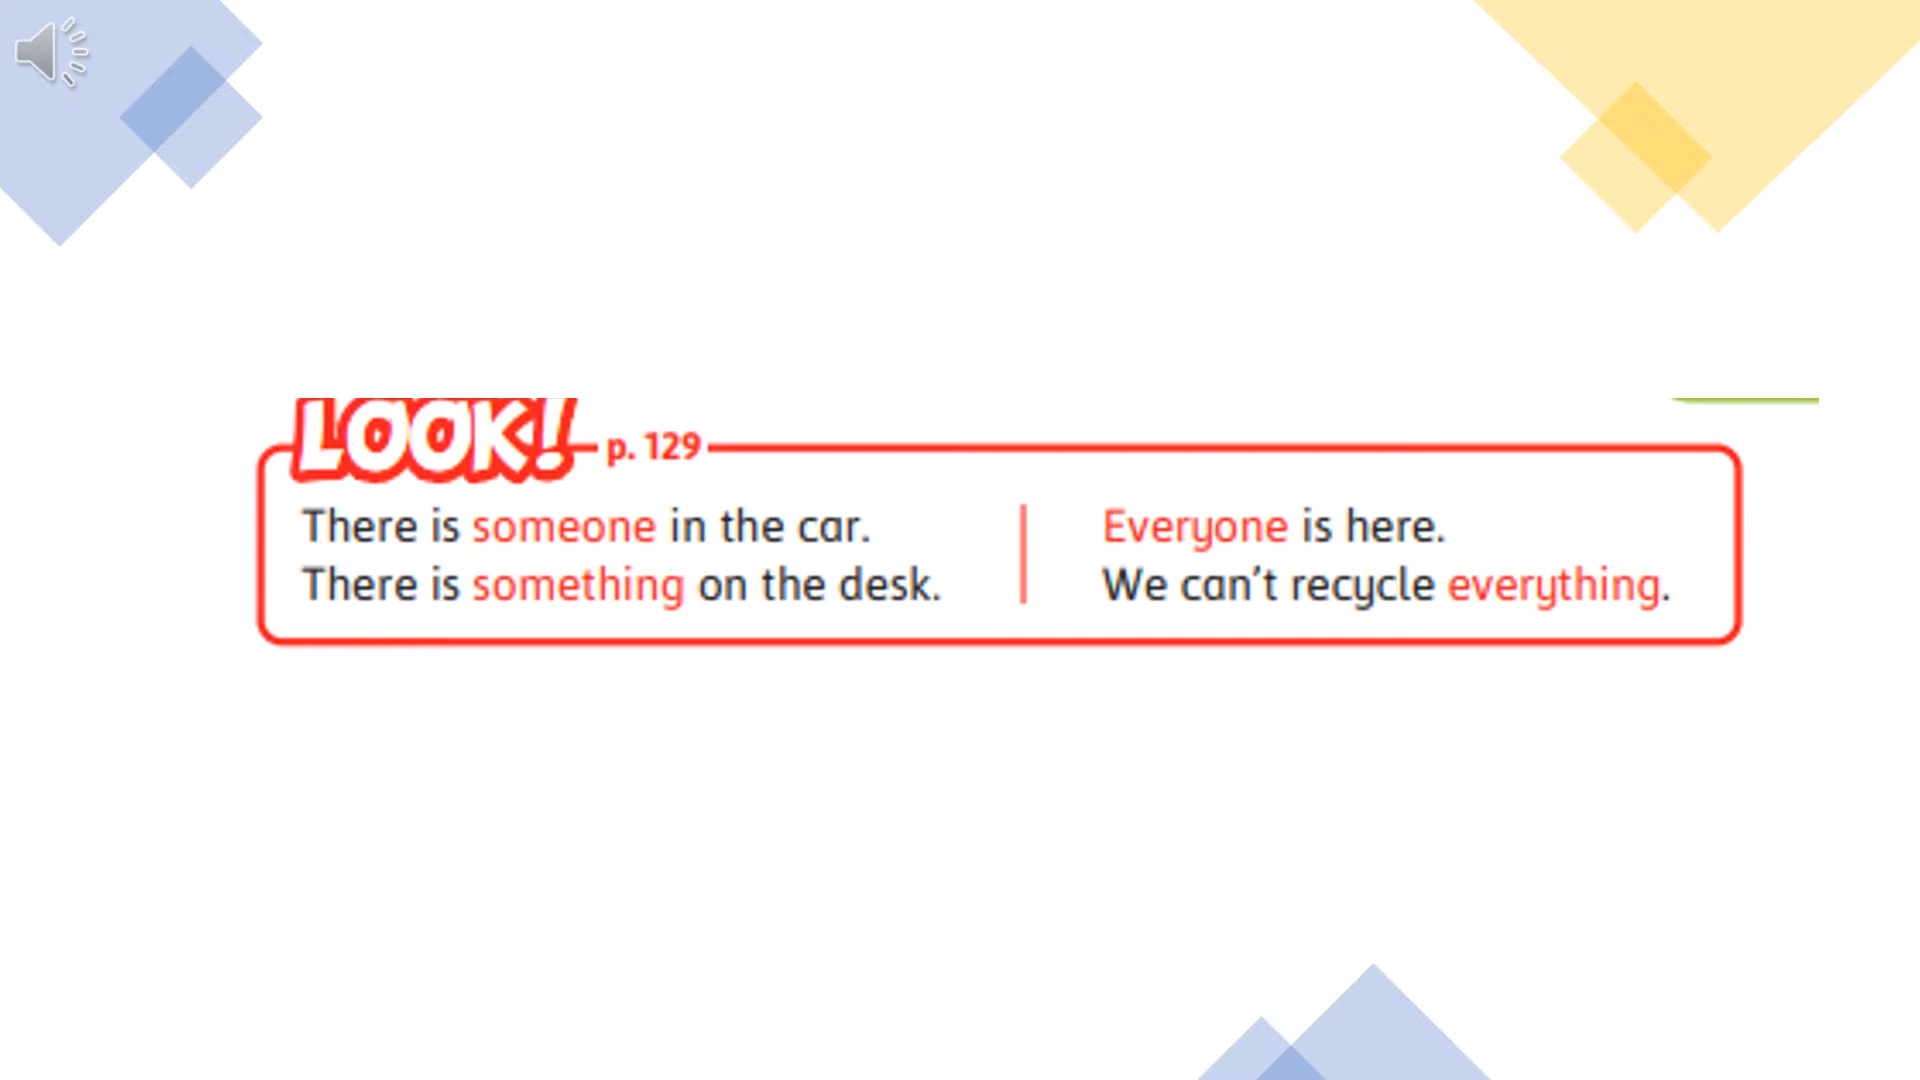 LOOK! p. 129
There is someone in the car.
There is something on the desk.
Everyone is here.
We can't recycle everything.